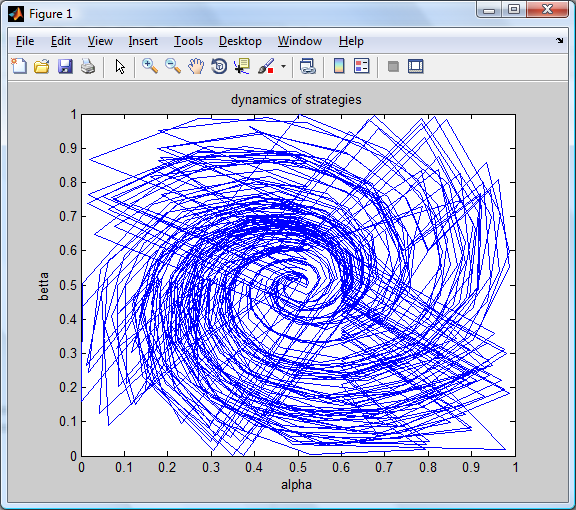 Figure 1
File Edit View Insert Tools Desktop Window Help
dynamics of strategies
1
0.9
0.8
0.7
0.6
0.5
0.4
0.3
0.2
0.1
0
betta
0 0.1 0.2 0.3 0.4 0.5 0.6 0.7 0.8 0.9 1
alpha